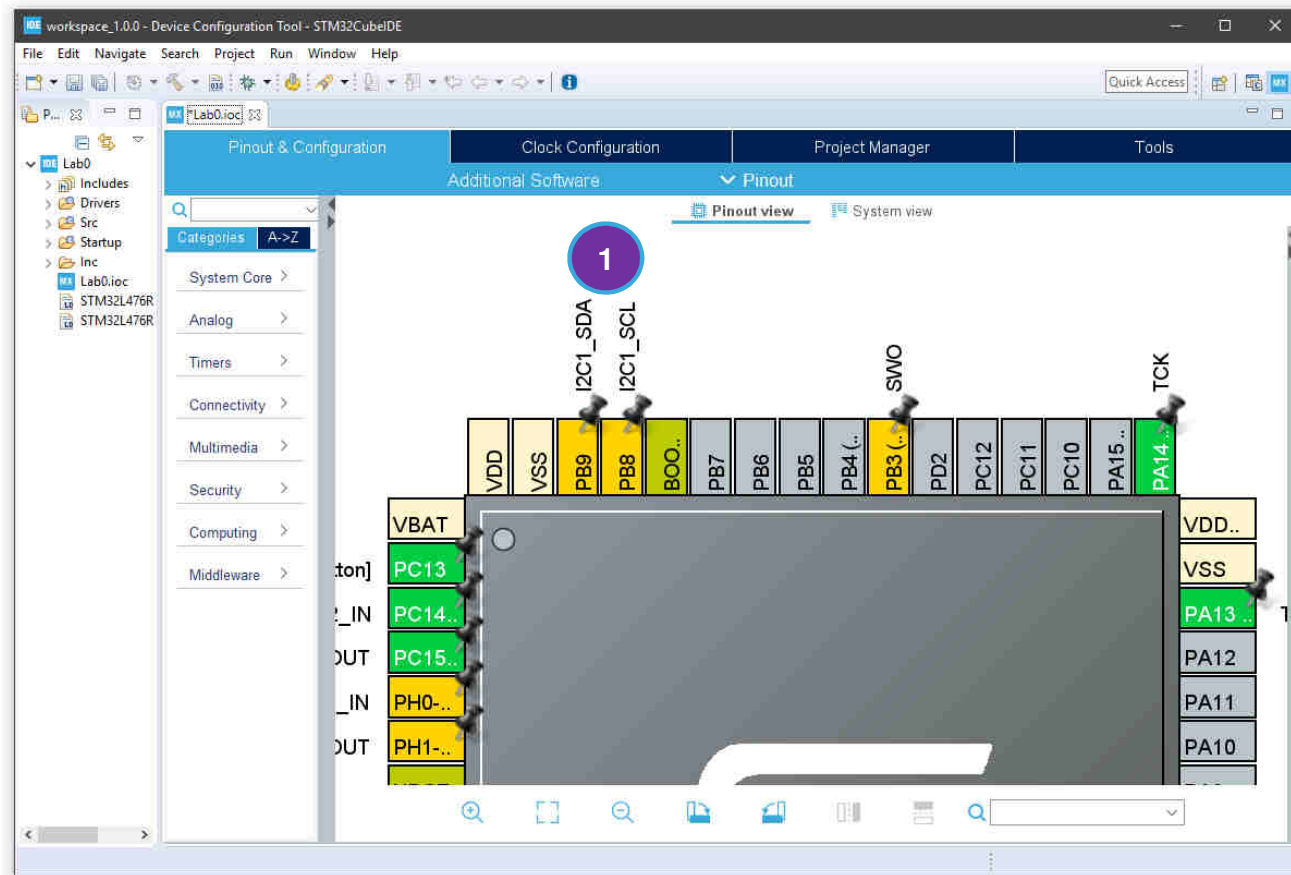 workspace_1.0.0 - Device Configuration Tool - STM32CubeIDE
File Edit Navigate Search Project Run Window Help
Quick Access
P...
*Lab0.ioc
Lab0
Includes
Drivers
Src
Startup
Inc
Lab0.ioc
STM32L476R
STM32L476R
Pinout & Configuration
Clock Configuration
Project Manager
Tools
Additional Software
Pinout
Pinout view
System view
Categories
A->Z
System Core
Analog
Timers
Connectivity
Multimedia
Security
Computing
Middleware
1
I2C1_SDA
I2C1_SCL
SWO
TCK
VDD
VSS
PB9
PB8
BOO..
PB7
PB6
PB5
PB4 (..
PB3 (..
PD2
PC12
PC11
PC10
PA15 ..
PA14 ..
VBAT
:ton] PC13
_IN PC14..
OUT PC15..
_IN PH0-..
OUT PH1-..
VDD..
VSS
PA13 ..
PA12
PA11
PA10